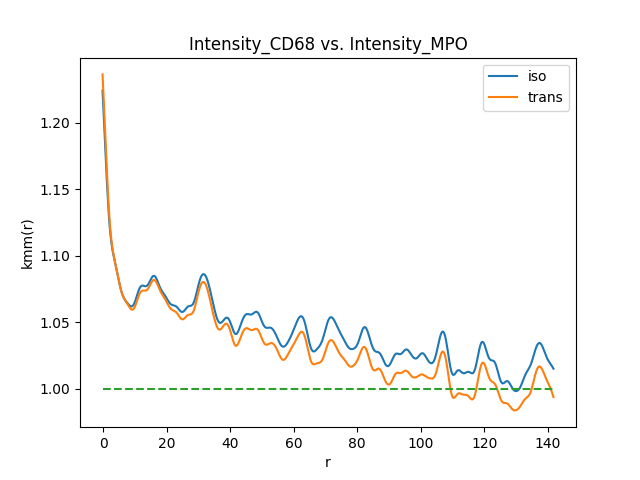 Intensity_CD68 vs. Intensity_MPO
iso
trans
1.20
1.15
1.10
1.05
1.00
kmm(r)
0 20 40 60 80 100 120 140
r